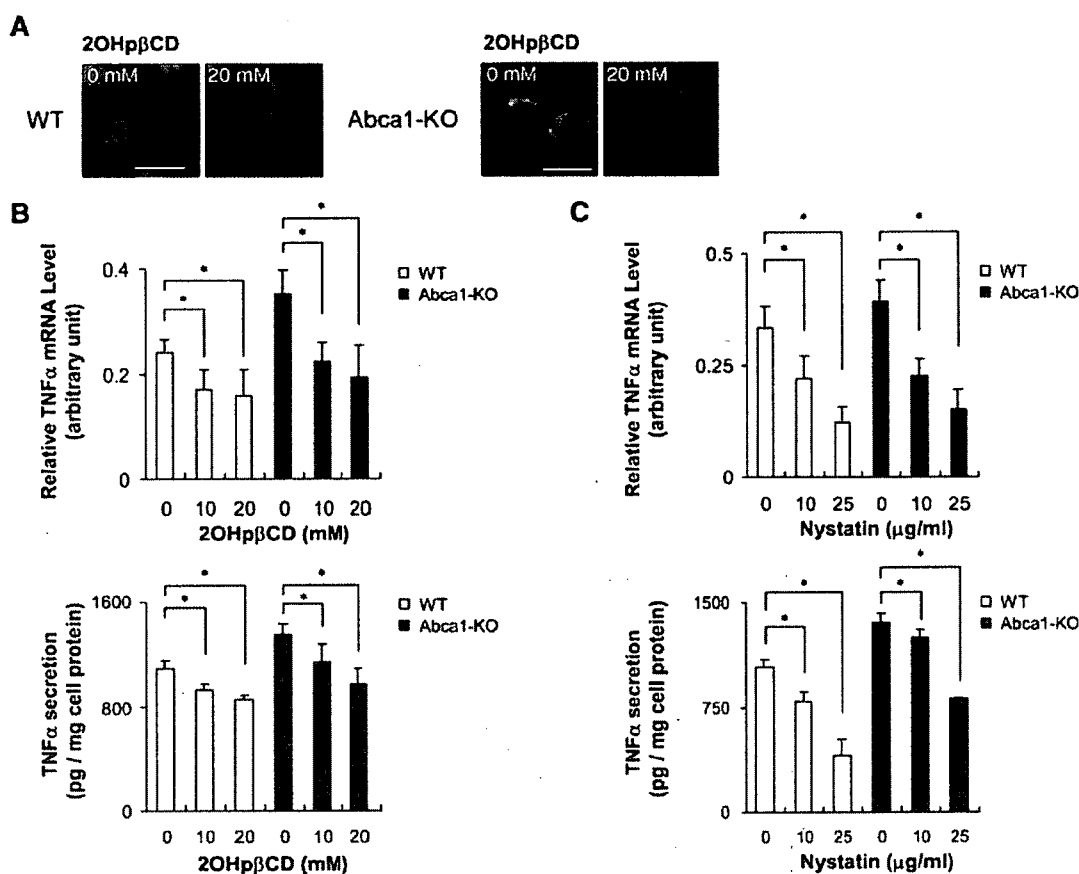 A
2OHpβCD
0 mM
20 mM
WT
2OHpβCD
0 mM
20 mM
Abca1-KO
B
Relative TNFα mRNA Level
(arbitrary unit)
0.4
0.2
0
*
*
*
*
WT
Abca1-KO
0 10 20 0 10 20
2OHpβCD (mM)
TNFα secretion
(pg / mg cell protein)
1600
800
0
*
*
*
*
WT
Abca1-KO
0 10 20 0 10 20
2OHpβCD (mM)
C
Relative TNFα mRNA Level
(arbitrary unit)
0.5
0.25
0
*
*
*
*
WT
Abca1-KO
0 10 25 0 10 25
Nystatin (μg/ml)
TNFα secretion
(pg / mg cell protein)
1500
750
0
*
*
*
*
WT
Abca1-KO
0 10 25 0 10 25
Nystatin (μg/ml)